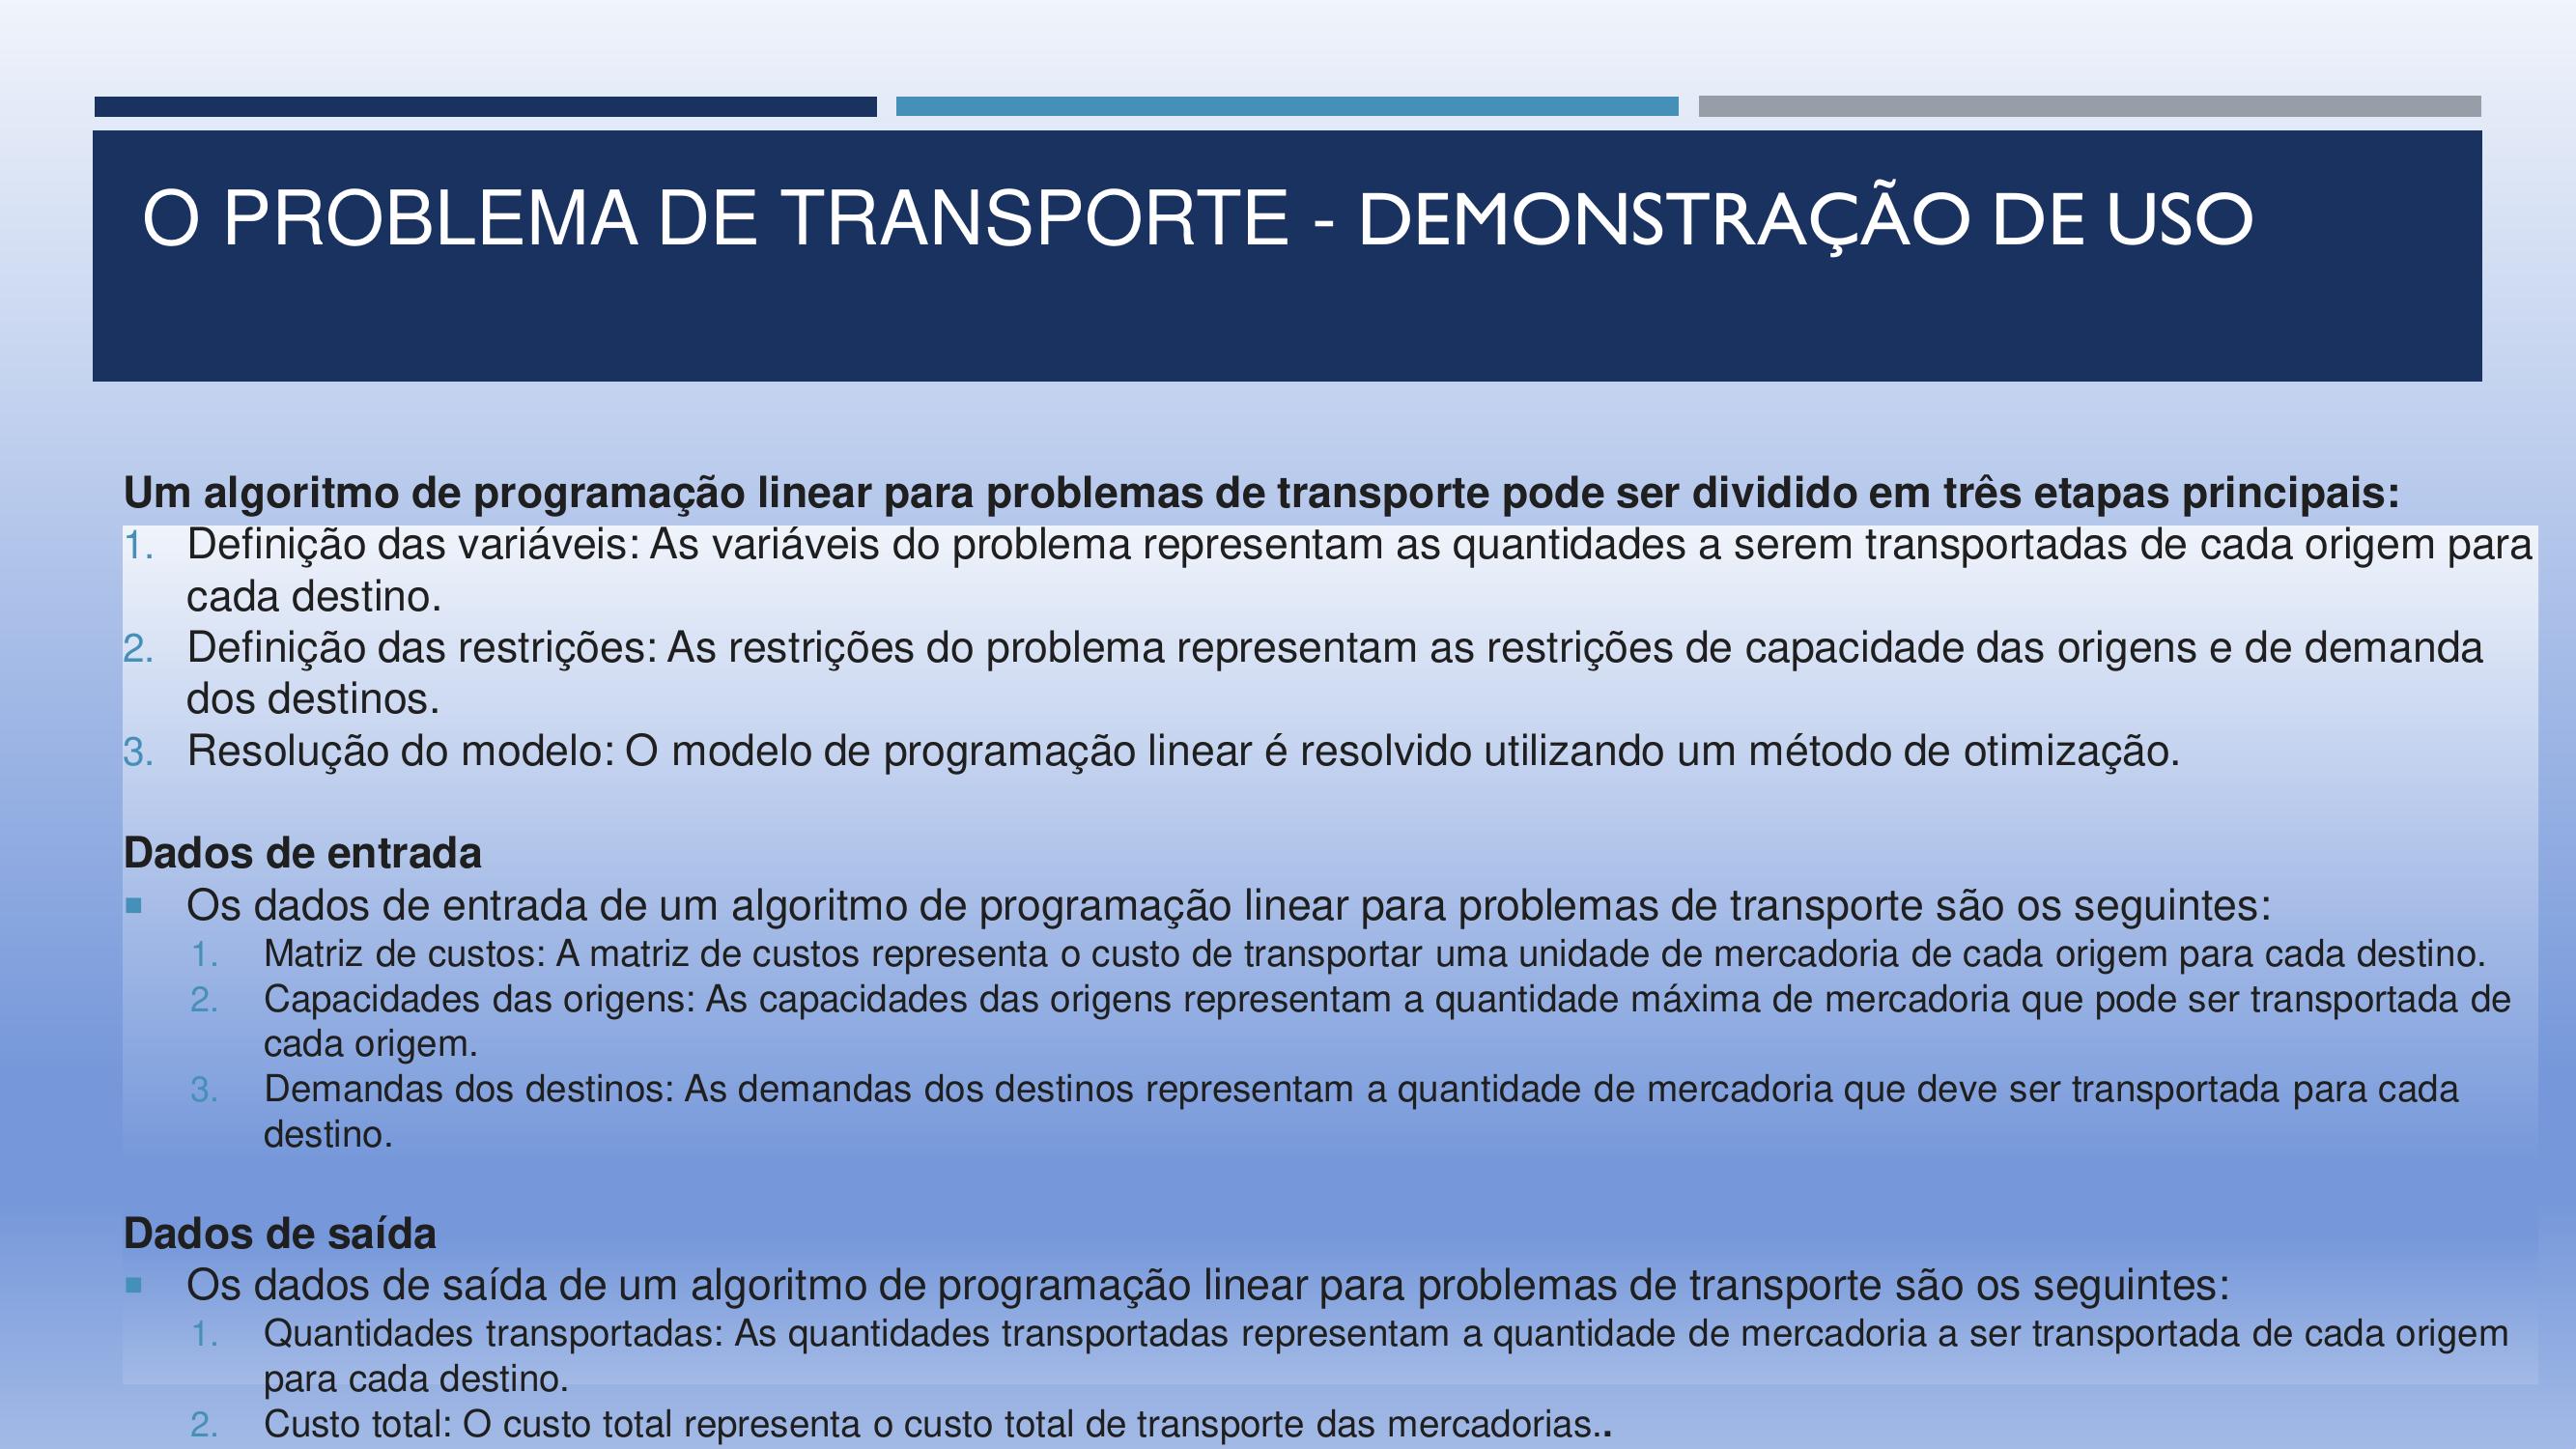 O PROBLEMA DE TRANSPORTE - DEMONSTRAÇÃO DE USO
Um algoritmo de programação linear para problemas de transporte pode ser dividido em três etapas principais:
1. Definição das variáveis: As variáveis do problema representam as quantidades a serem transportadas de cada origem para
cada destino.
2. Definição das restrições: As restrições do problema representam as restrições de capacidade das origens e de demanda
dos destinos.
3. Resolução do modelo: O modelo de programação linear é resolvido utilizando um método de otimização.
Dados de entrada
▪ Os dados de entrada de um algoritmo de programação linear para problemas de transporte são os seguintes:
1. Matriz de custos: A matriz de custos representa o custo de transportar uma unidade de mercadoria de cada origem para cada destino.
2. Capacidades das origens: As capacidades das origens representam a quantidade máxima de mercadoria que pode ser transportada de
cada origem.
3. Demandas dos destinos: As demandas dos destinos representam a quantidade de mercadoria que deve ser transportada para cada
destino.
Dados de saída
▪ Os dados de saída de um algoritmo de programação linear para problemas de transporte são os seguintes:
1. Quantidades transportadas: As quantidades transportadas representam a quantidade de mercadoria a ser transportada de cada origem
para cada destino.
2. Custo total: O custo total representa o custo total de transporte das mercadorias..